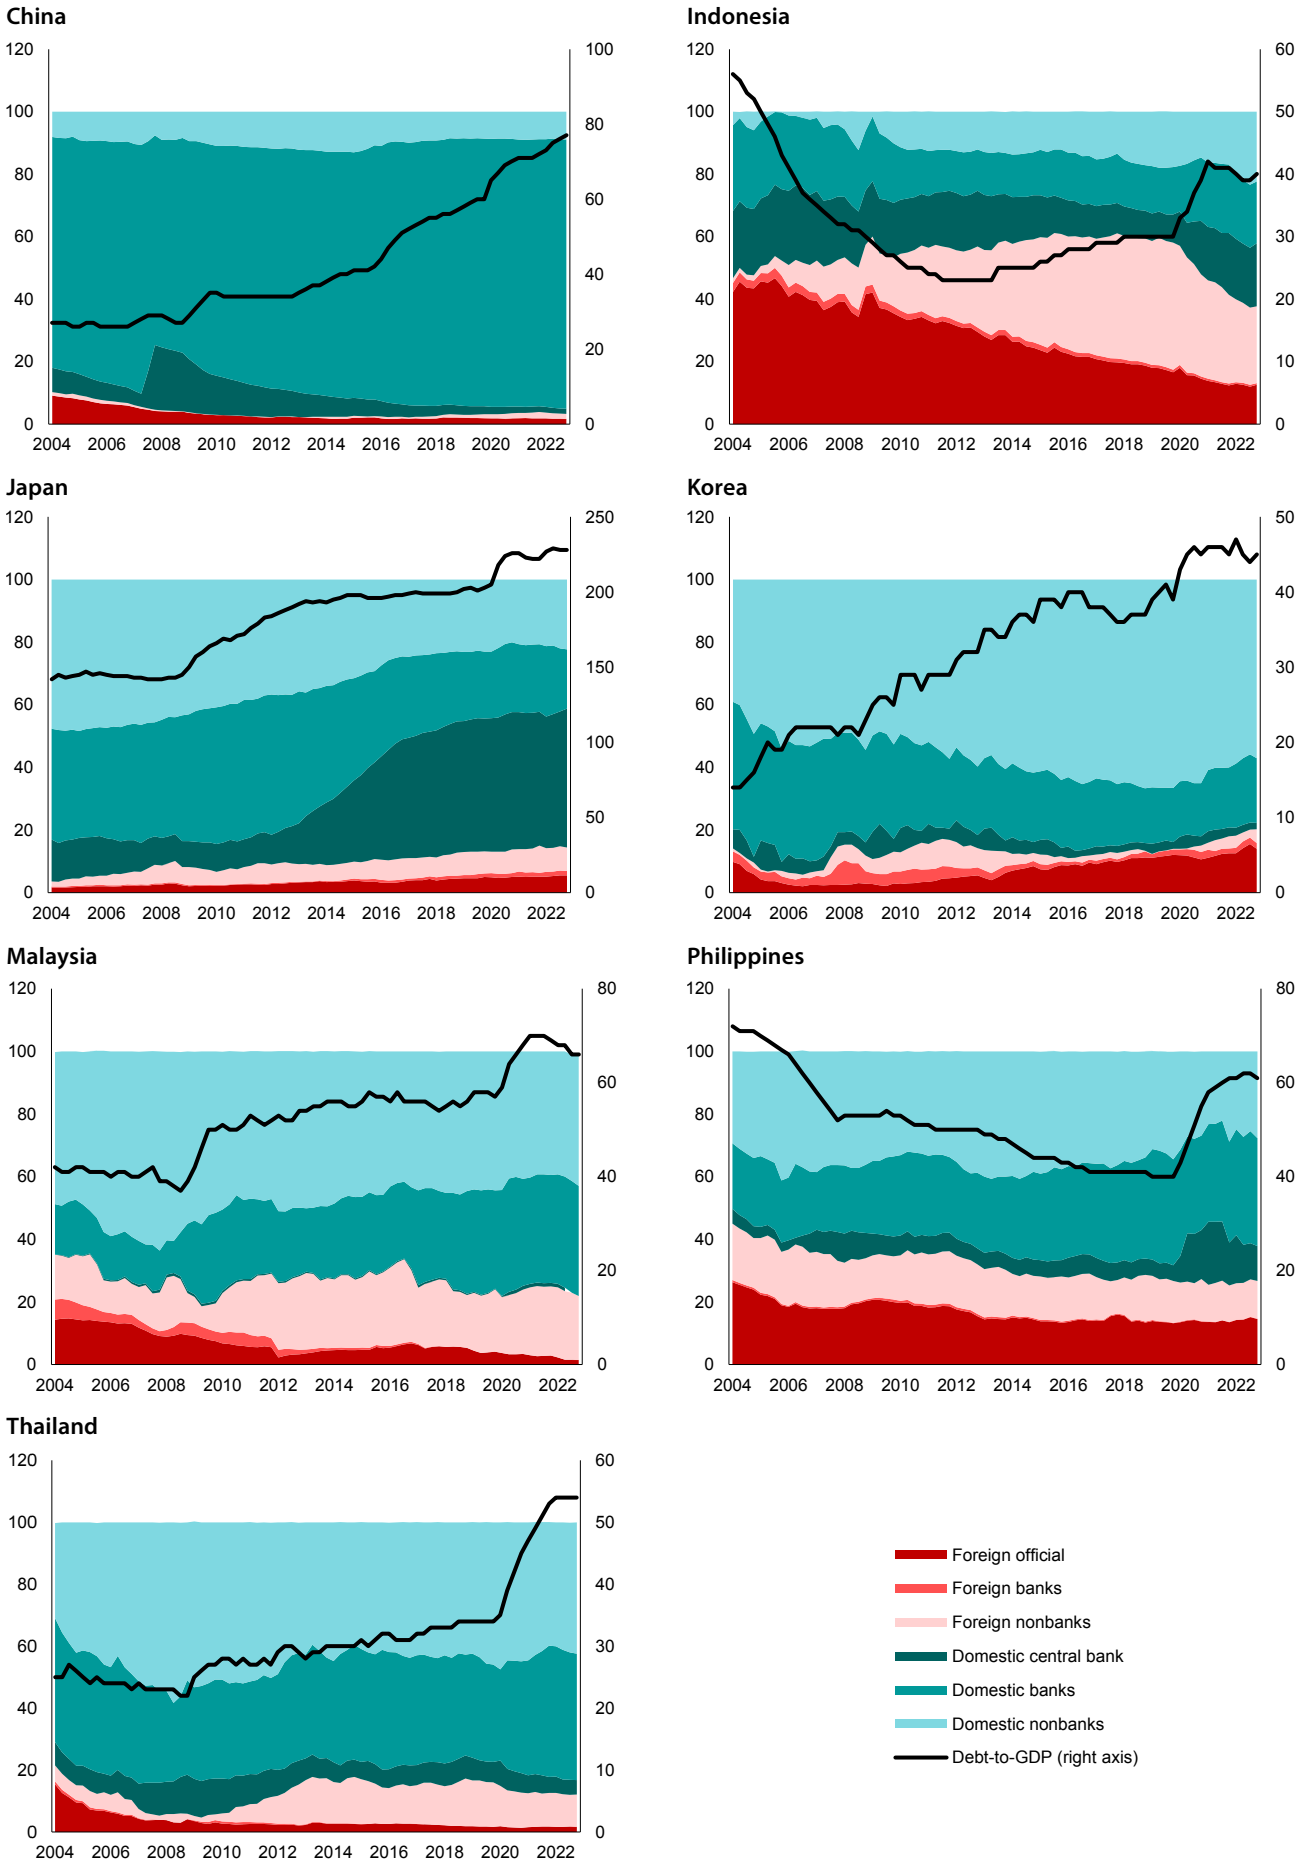 China
120 100
100 80
80 60
60 40
40 20
20
0 0
2004 2006 2008 2010 2012 2014 2016 2018 2020 2022
Indonesia
120 60
100 50
80 40
60 30
40 20
20 10
0 0
2004 2006 2008 2010 2012 2014 2016 2018 2020 2022
Japan
120 250
100 200
80 150
60 100
40 50
20
0 0
2004 2006 2008 2010 2012 2014 2016 2018 2020 2022
Korea
120 50
100 40
80 30
60 20
40 10
20
0 0
2004 2006 2008 2010 2012 2014 2016 2018 2020 2022
Malaysia
120 80
100 60
80 40
60 20
40
20
0 0
2004 2006 2008 2010 2012 2014 2016 2018 2020 2022
Philippines
120 80
100 60
80 40
60 20
40
20
0 0
2004 2006 2008 2010 2012 2014 2016 2018 2020 2022
Thailand
120 60
100 50
80 40
60 30
40 20
20 10
0 0
2004 2006 2008 2010 2012 2014 2016 2018 2020 2022
Foreign official
Foreign banks
Foreign nonbanks
Domestic central bank
Domestic banks
Domestic nonbanks
Debt-to-GDP (right axis)